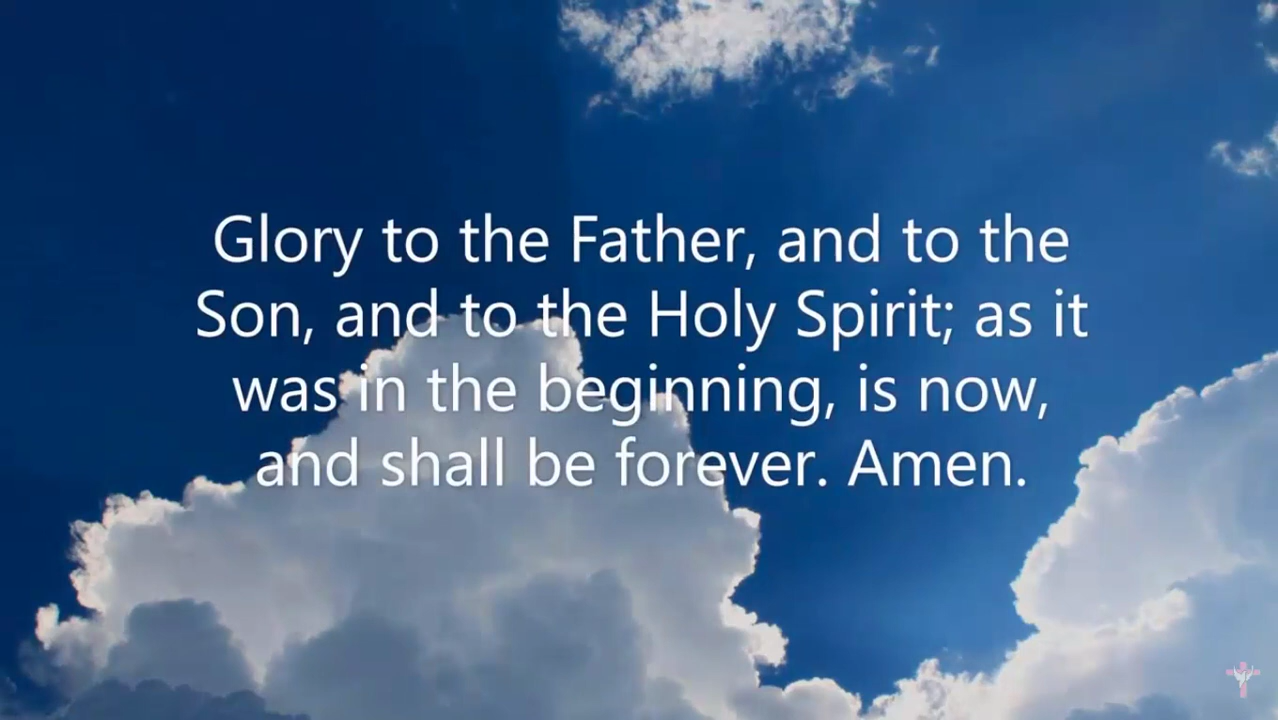 Glory to the Father, and to the
Son, and to the Holy Spirit; as it
was in the beginning, is now,
and shall be forever. Amen.